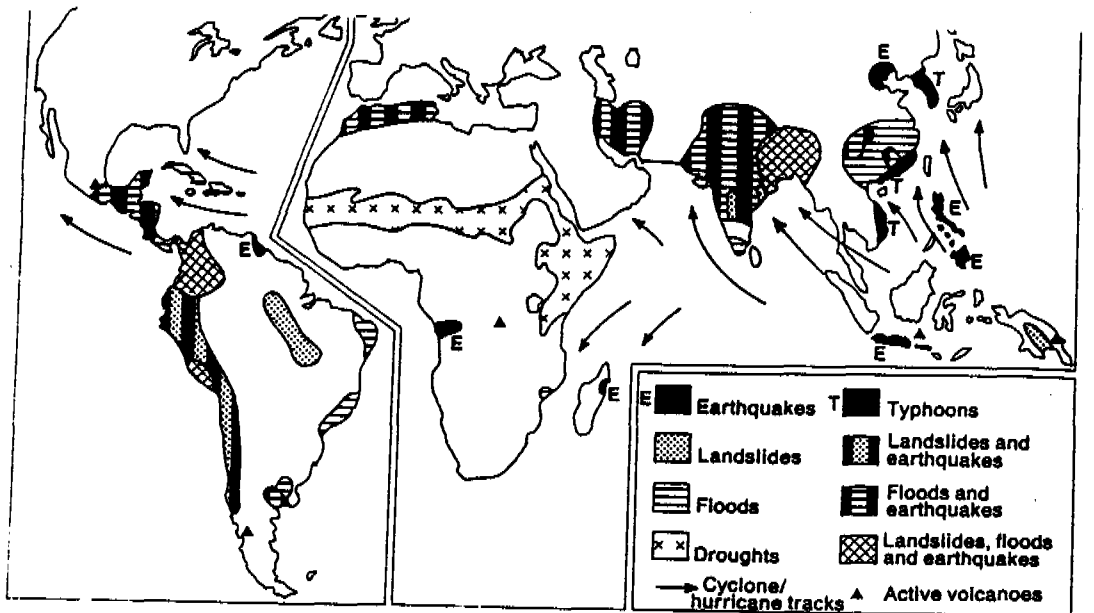 E
T
E
T
T
E
E
E
E
E
E
E Earthquakes
T Typhoons
Landslides
Landslides and
earthquakes
Floods
Floods and
earthquakes
x x Droughts
Landslides, floods
and earthquakes
Cyclone/
hurricane tracks
Active volcanoes